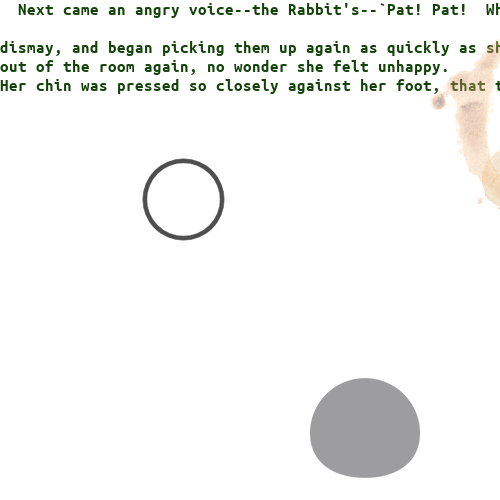 Next came an angry voice--the Rabbit's--`Pat! Pat!
dismay, and began picking them up again as quickly as
out of the room again, no wonder she felt unhappy.
Her chin was pressed so closely against her foot, that